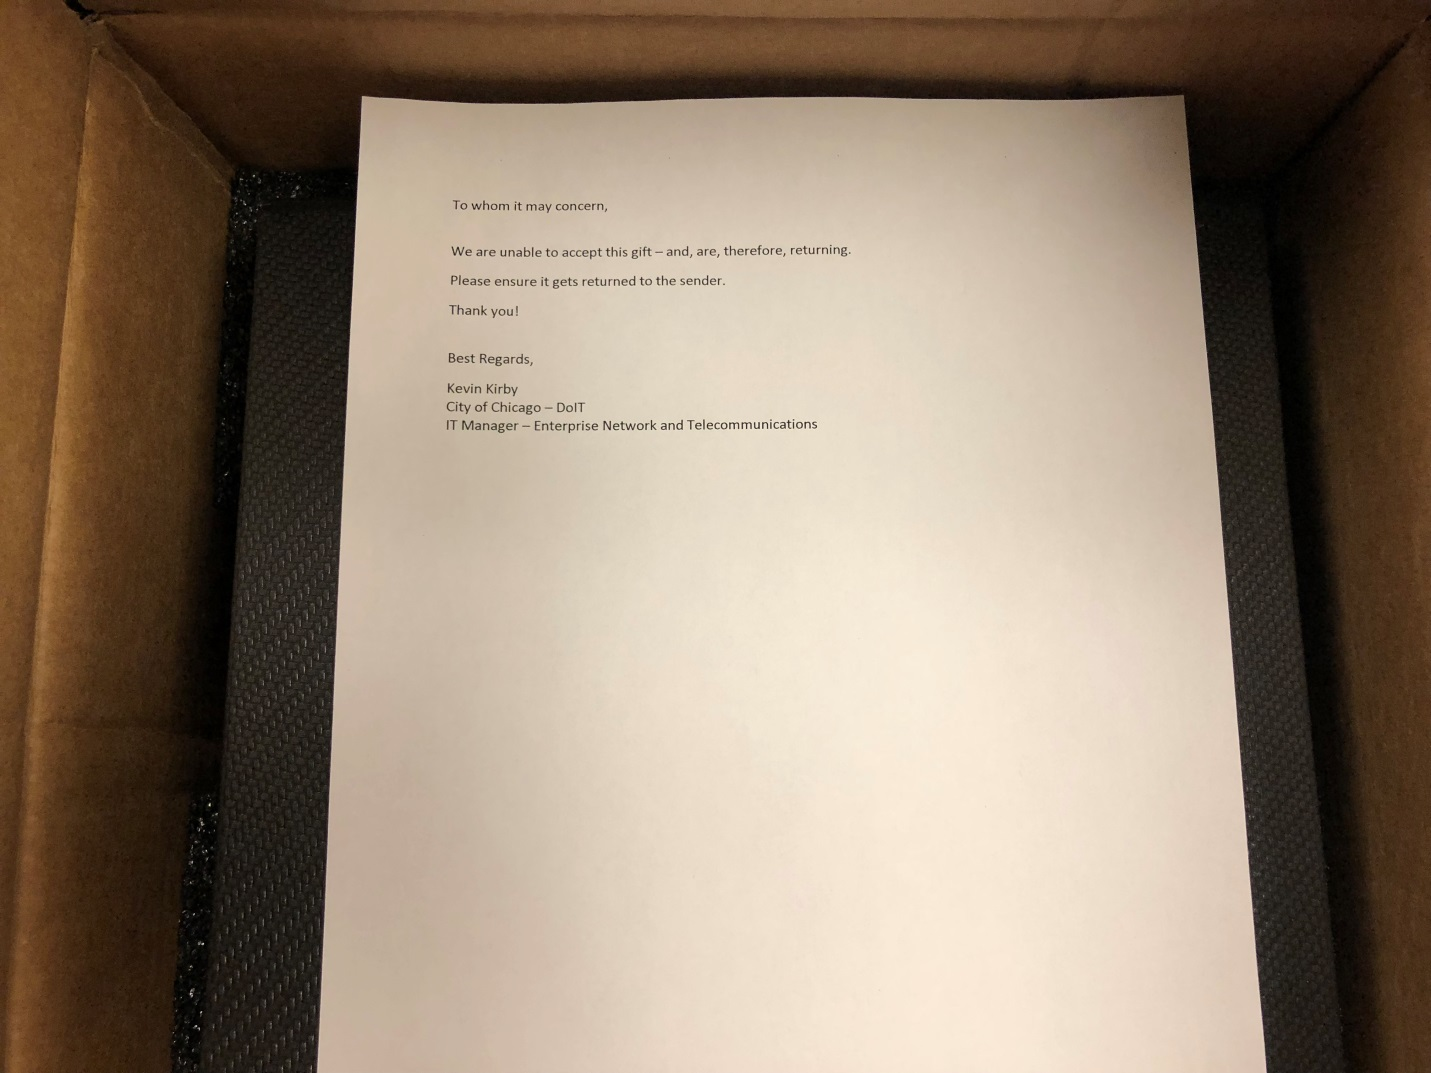 To whom it may concern,
We are unable to accept this gift – and, are, therefore, returning.
Please ensure it gets returned to the sender.
Thank you!
Best Regards,
Kevin Kirby
City of Chicago – DoIT
IT Manager – Enterprise Network and Telecommunications